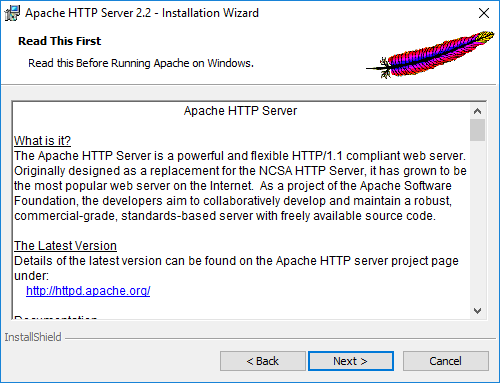 Apache HTTP Server 2.2 - Installation Wizard
Read This First
Read this Before Running Apache on Windows.
Apache HTTP Server
What is it?
The Apache HTTP Server is a powerful and flexible HTTP/1.1 compliant web server.
Originally designed as a replacement for the NCSA HTTP Server, it has grown to be
the most popular web server on the Internet.  As a project of the Apache Software
Foundation, the developers aim to collaboratively develop and maintain a robust,
commercial-grade, standards-based server with freely available source code.
The Latest Version
Details of the latest version can be found on the Apache HTTP server project page
under:
http://httpd.apache.org/
Documentation
InstallShield
< Back
Next >
Cancel